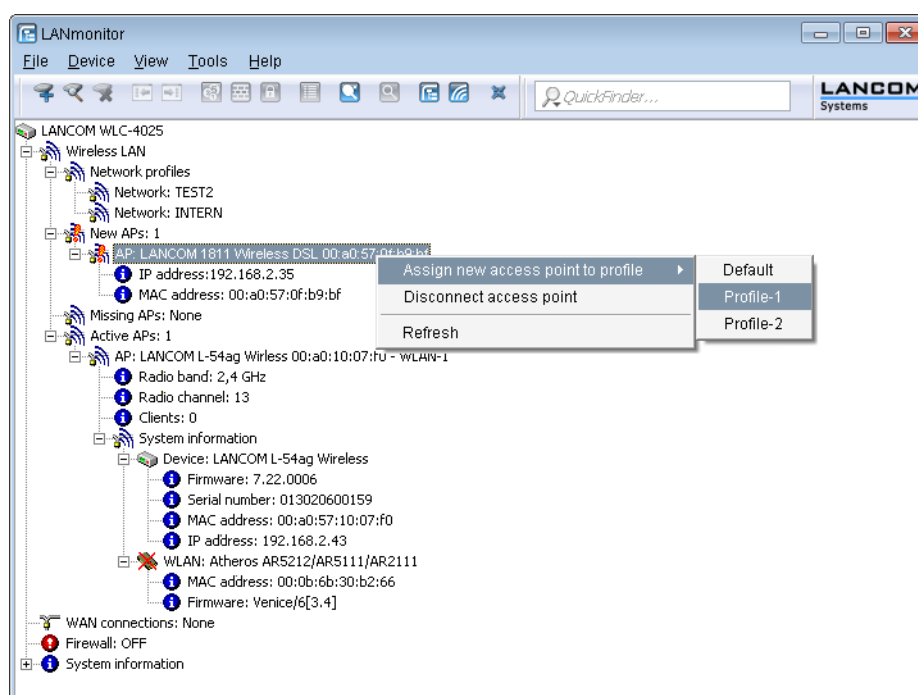 LANmonitor
File Device View Tools Help
QuickFinder...
LANCOM
Systems
LANCOM WLC-4025
Wireless LAN
Network profiles
Network: TEST2
Network: INTERN
New APs: 1
AP: LANCOM 1811 Wireless DSL 00:a0:57:0f:b9:bf
IP address:192.168.2.35
MAC address: 00:a0:57:0f:b9:bf
Assign new access point to profile
Disconnect access point
Refresh
Default
Profile-1
Profile-2
Missing APs: None
Active APs: 1
AP: LANCOM L-54ag Wirless 00:a0:10:07:f0 - WLAN-1
Radio band: 2,4 GHz
Radio channel: 13
Clients: 0
System information
Device: LANCOM L-54ag Wireless
Firmware: 7.22.0006
Serial number: 013020600159
MAC address: 00:a0:57:10:07:f0
IP address: 192.168.2.43
WLAN: Atheros AR5212/AR5111/AR2111
MAC address: 00:0b:6b:30:b2:66
Firmware: Venice/6[3.4]
WAN connections: None
Firewall: OFF
System information